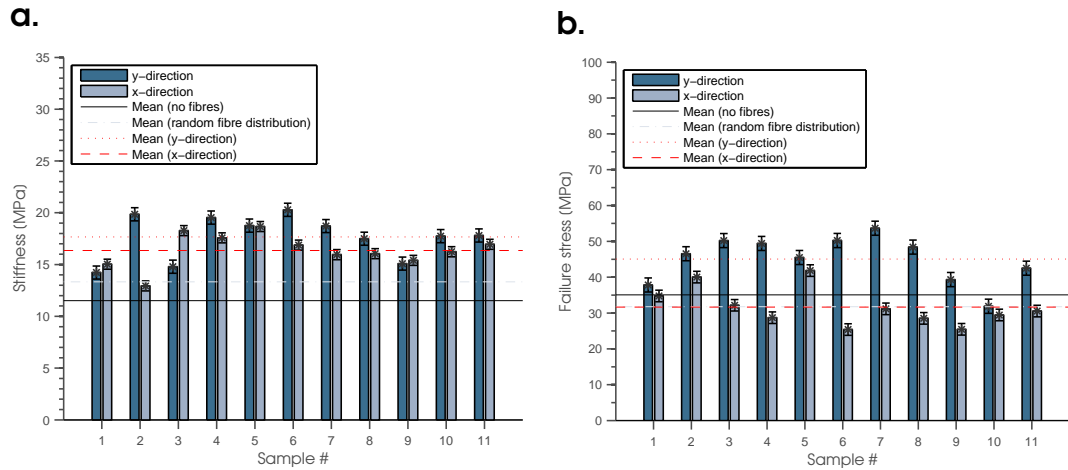 a.
35
30
25
20
15
10
5
0
Stiffness (MPa)
y-direction
x-direction
Mean (no fibres)
Mean (random fibre distribution)
Mean (y-direction)
Mean (x-direction)
1 2 3 4 5 6 7 8 9 10 11
Sample #
b.
100
90
80
70
60
50
40
30
20
10
0
Failure stress (MPa)
y-direction
x-direction
Mean (no fibres)
Mean (random fibre distribution)
Mean (y-direction)
Mean (x-direction)
1 2 3 4 5 6 7 8 9 10 11
Sample #